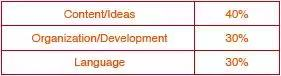 Content/Ideas 40%
Organization/Development 30%
Language 30%